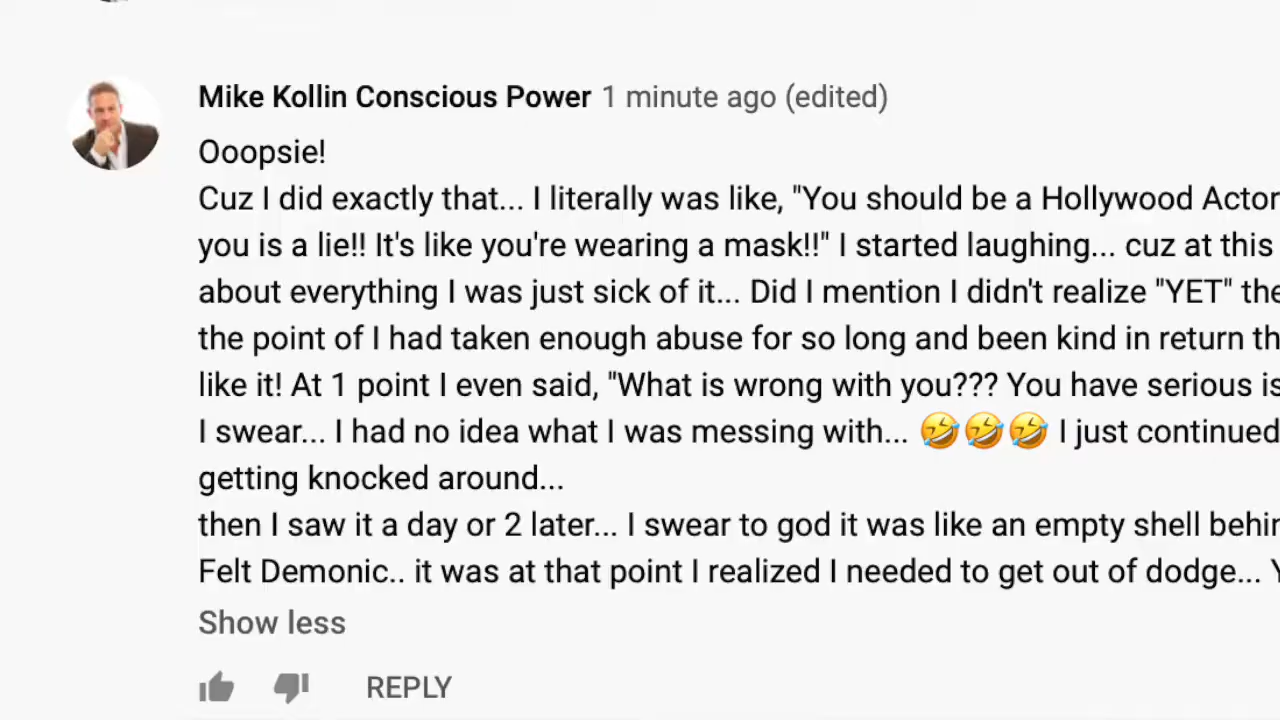 Mike Kollin Conscious Power 1 minute ago (edited)
Ooopsie!
Cuz I did exactly that... I literally was like, "You should be a Hollywood Actor
you is a lie!! It's like you're wearing a mask!!" I started laughing... cuz at this
about everything I was just sick of it... Did I mention I didn't realize "YET" the
the point of I had taken enough abuse for so long and been kind in return th
like it! At 1 point I even said, "What is wrong with you??? You have serious is
I swear... I had no idea what I was messing with... 🤣🤣🤣 I just continued
getting knocked around...
then I saw it a day or 2 later... I swear to god it was like an empty shell behin
Felt Demonic.. it was at that point I realized I needed to get out of dodge... Y
Show less
REPLY